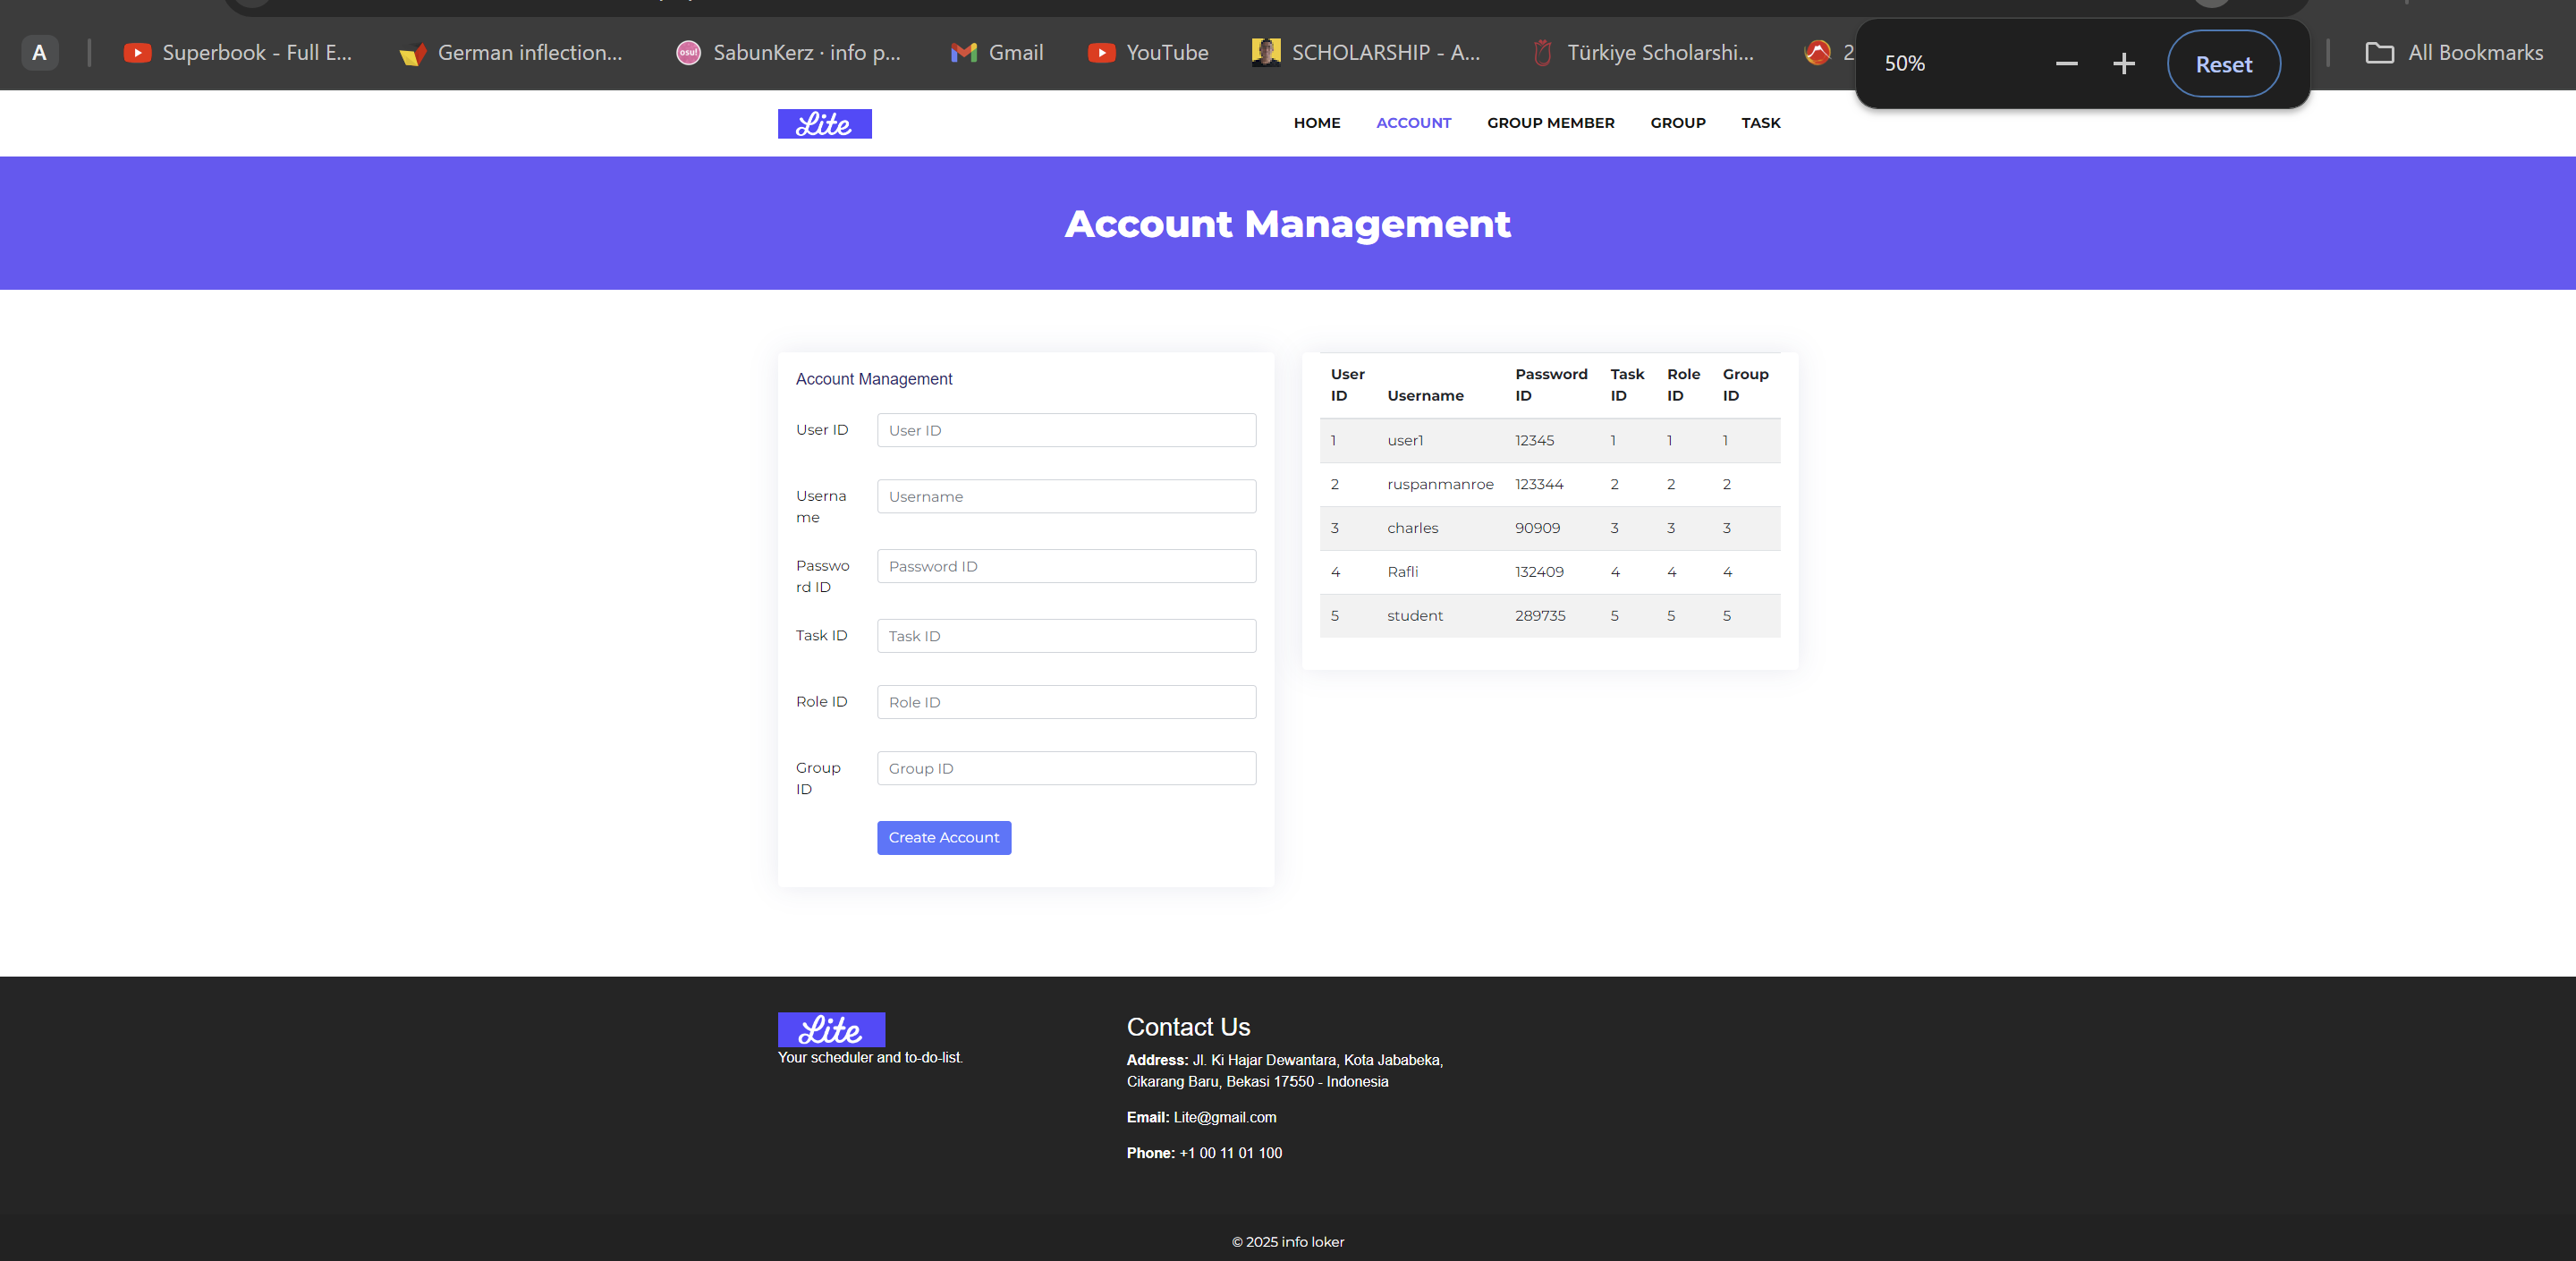 A
Superbook - Full E...
German inflection...
osu!
SabunKerz · info p...
Gmail
YouTube
SCHOLARSHIP - A...
Türkiye Scholarshi...
2
50%
Reset
All Bookmarks
Lite
HOME
ACCOUNT
GROUP MEMBER
GROUP
TASK
Account Management
Account Management
User ID
User ID
Userna
me
Username
Passwo
rd ID
Password ID
Task ID
Task ID
Role ID
Role ID
Group
ID
Group ID
Create Account
User ID Username Password ID Task ID Role ID Group ID
1 user1 12345 1 1 1
2 ruspanmanroe 123344 2 2 2
3 charles 90909 3 3 3
4 Rafli 132409 4 4 4
5 student 289735 5 5 5
Lite
Your scheduler and to-do-list.
Contact Us
Address: Jl. Ki Hajar Dewantara, Kota Jababeka,
Cikarang Baru, Bekasi 17550 - Indonesia
Email: Lite@gmail.com
Phone: +1 00 11 01 100
© 2025 info loker